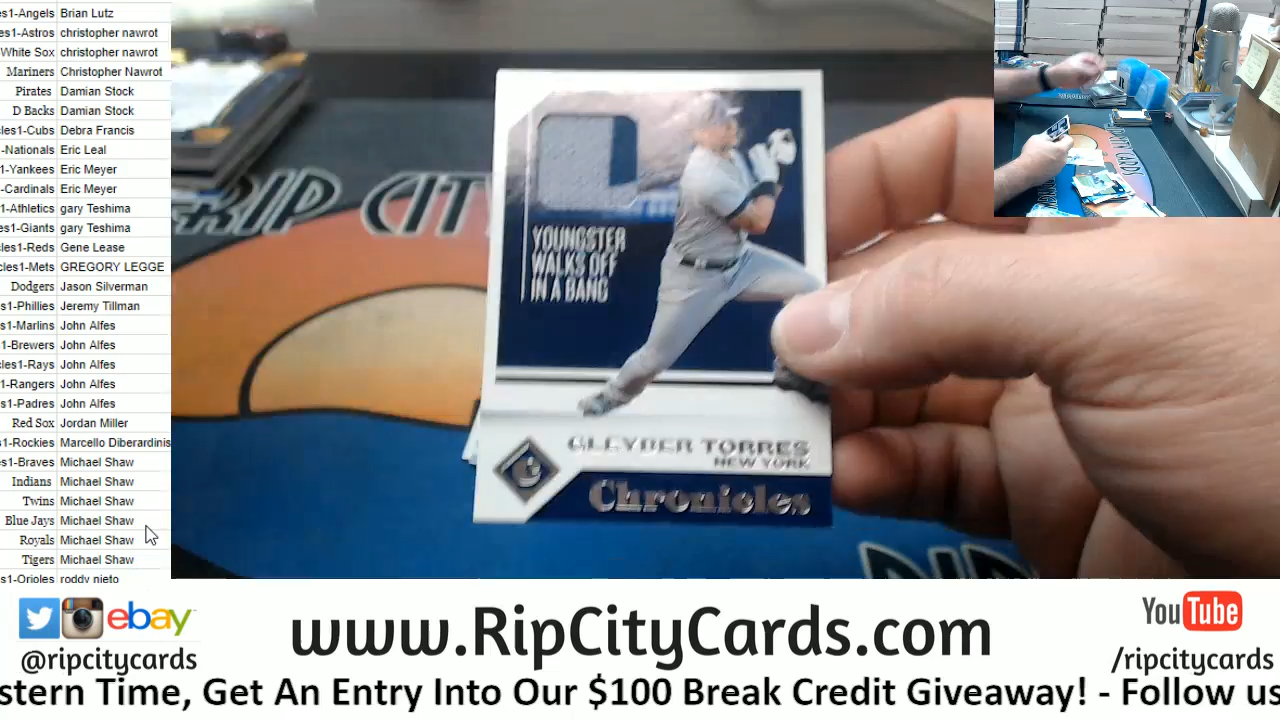 es1-Angels Brian Lutz
es1-Astros christopher nawrot
White Sox christopher nawrot
Mariners Christopher Nawrot
Pirates Damian Stock
D Backs Damian Stock
cles1-Cubs Debra Francis
-Nationals Eric Leal
1-Yankees Eric Meyer
-Cardinals Eric Meyer
1-Athletics gary Teshima
s1-Giants gary Teshima
cles1-Reds Gene Lease
cles1-Mets GREGORY LEGGE
Dodgers Jason Silverman
s1-Phillies Jeremy Tillman
s1-Marlins John Alfes
1-Brewers John Alfes
cles1-Rays John Alfes
1-Rangers John Alfes
s1-Padres John Alfes
Red Sox Jordan Miller
s1-Rockies Marcello Diberardinis
es1-Braves Michael Shaw
Indians Michael Shaw
Twins Michael Shaw
Blue Jays Michael Shaw
Royals Michael Shaw
Tigers Michael Shaw
s1-Orioles roddy nieto
RIP CIT
YOUNGSTER
WALKS OFF
IN A BANG
GLEYBER TORRES
NEW YORK
Chronicles
ebay
@ripcitycards
www.RipCityCards.com
YouTube
/ripcitycards
stern Time, Get An Entry Into Our $100 Break Credit Giveaway! - Follow us